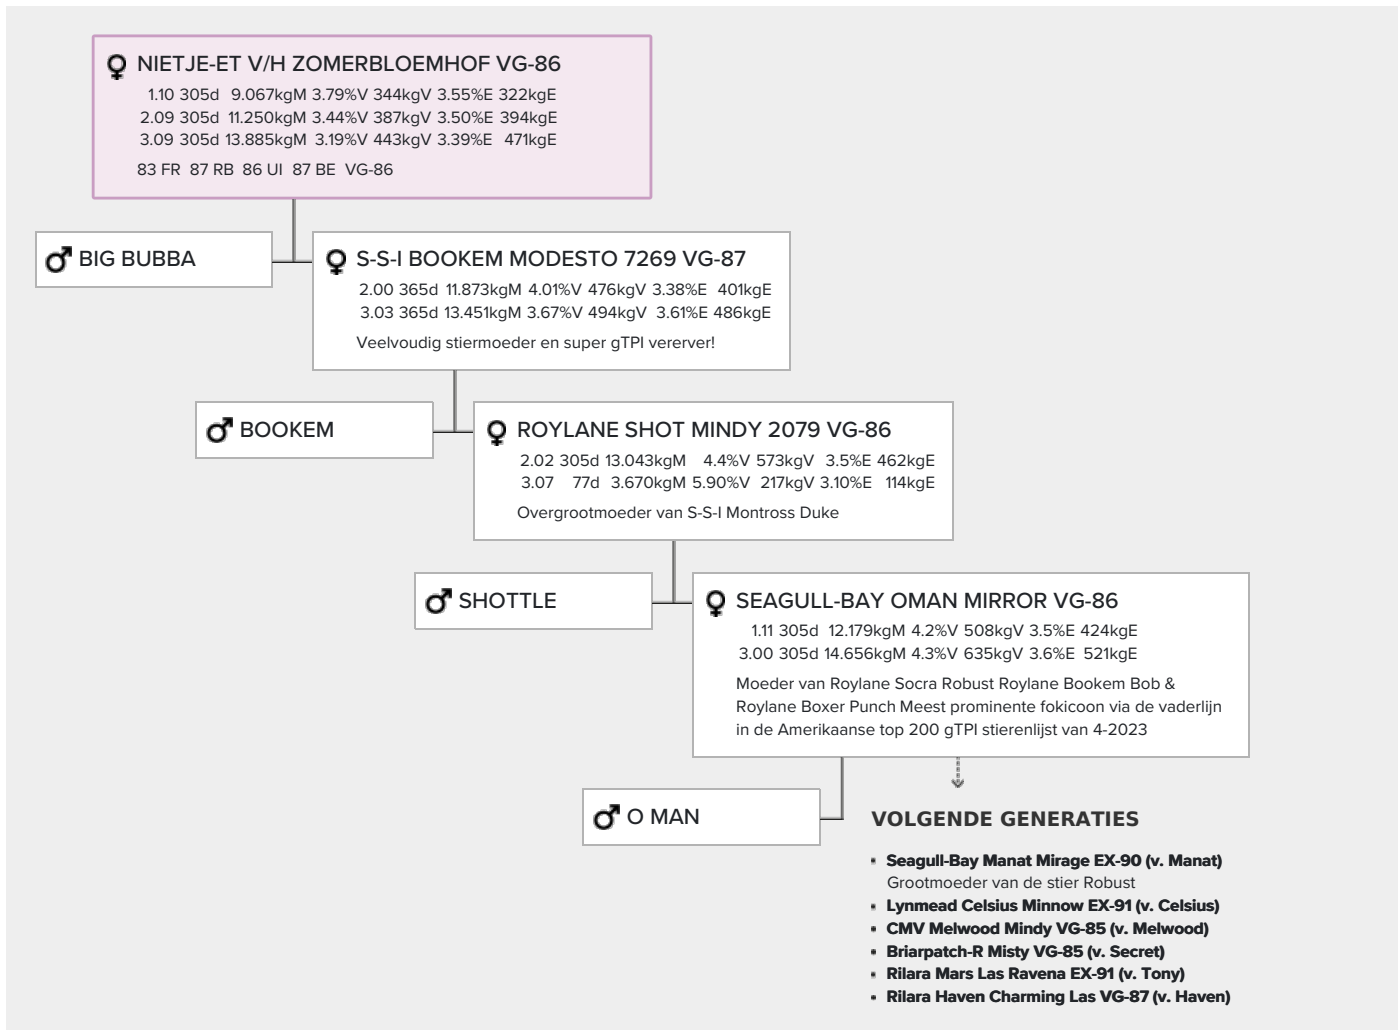 NIETJE-ET V/H ZOMERBLOEMHOF VG-86
1.10 305d 9.067kgM 3.79%V 344kgV 3.55%E 322kgE
2.09 305d 11.250kgM 3.44%V 387kgV 3.50%E 394kgE
3.09 305d 13.885kgM 3.19%V 443kgV 3.39%E 471kgE
83 FR 87 RB 86 UI 87 BE VG-86
BIG BUBBA
S-S-I BOOKEM MODESTO 7269 VG-87
2.00 365d 11.873kgM 4.01%V 476kgV 3.38%E 401kgE
3.03 365d 13.451kgM 3.67%V 494kgV 3.61%E 486kgE
Veelvoudig stiermoeder en super gTPI vererver!
BOOKEM
ROYLANE SHOT MINDY 2079 VG-86
2.02 305d 13.043kgM 4.4%V 573kgV 3.5%E 462kgE
3.07 77d 3.670kgM 5.90%V 217kgV 3.10%E 114kgE
Overgrootmoeder van S-S-I Montross Duke
SHOTTLE
SEAGULL-BAY OMAN MIRROR VG-86
1.11 305d 12.179kgM 4.2%V 508kgV 3.5%E 424kgE
3.00 305d 14.656kgM 4.3%V 635kgV 3.6%E 521kgE
Moeder van Roylane Socra Robust Roylane Bookem Bob &
Roylane Boxer Punch Meest prominente fokicoon via de vaderlijn
in de Amerikaanse top 200 gTPI stierenlijst van 4-2023
O MAN
VOLGENDE GENERATIES
▪ Seagull-Bay Manat Mirage EX-90 (v. Manat)
Grootmoeder van de stier Robust
▪ Lynmead Celsius Minnow EX-91 (v. Celsius)
▪ CMV Melwood Mindy VG-85 (v. Melwood)
▪ Briarpatch-R Misty VG-85 (v. Secret)
▪ Rilara Mars Las Ravena EX-91 (v. Tony)
▪ Rilara Haven Charming Las VG-87 (v. Haven)